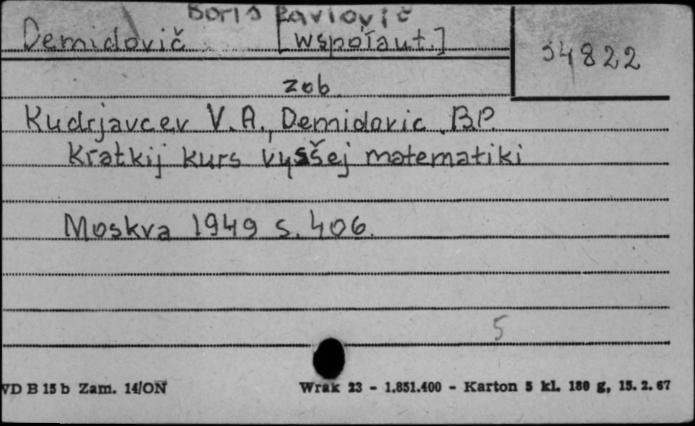 Boris Pavlovič
Demidovič [współaut.]
54822
zob.
Kudrjavcev V.A., Demidovic B.P.
Kratkij kurs vysšej matematiki
Moskva 1949 s. 406.
5
VD B 15 b Zam. 14/ON Wrak 23 - 1.851.400 - Karton 5 kl. 180 g, 15. 2. 67